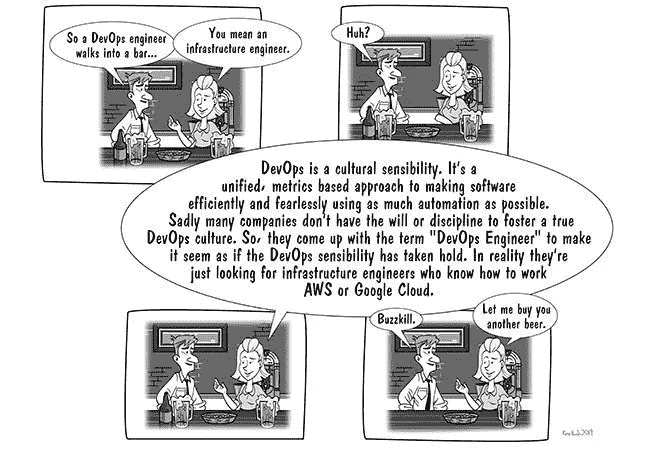 So a DevOps engineer
walks into a bar...
You mean an
infrastructure engineer.
Huh?
DevOps is a cultural sensibility. It's a
unified, metrics based approach to making software
efficiently and fearlessly using as much automation as possible.
Sadly many companies don't have the will or discipline to foster a true
DevOps culture. So, they come up with the term "DevOps Engineer" to make
it seem as if the DevOps sensibility has taken hold. In reality they're
just looking for infrastructure engineers who know how to work
AWS or Google Cloud.
Buzzkill.
Let me buy you
another beer.